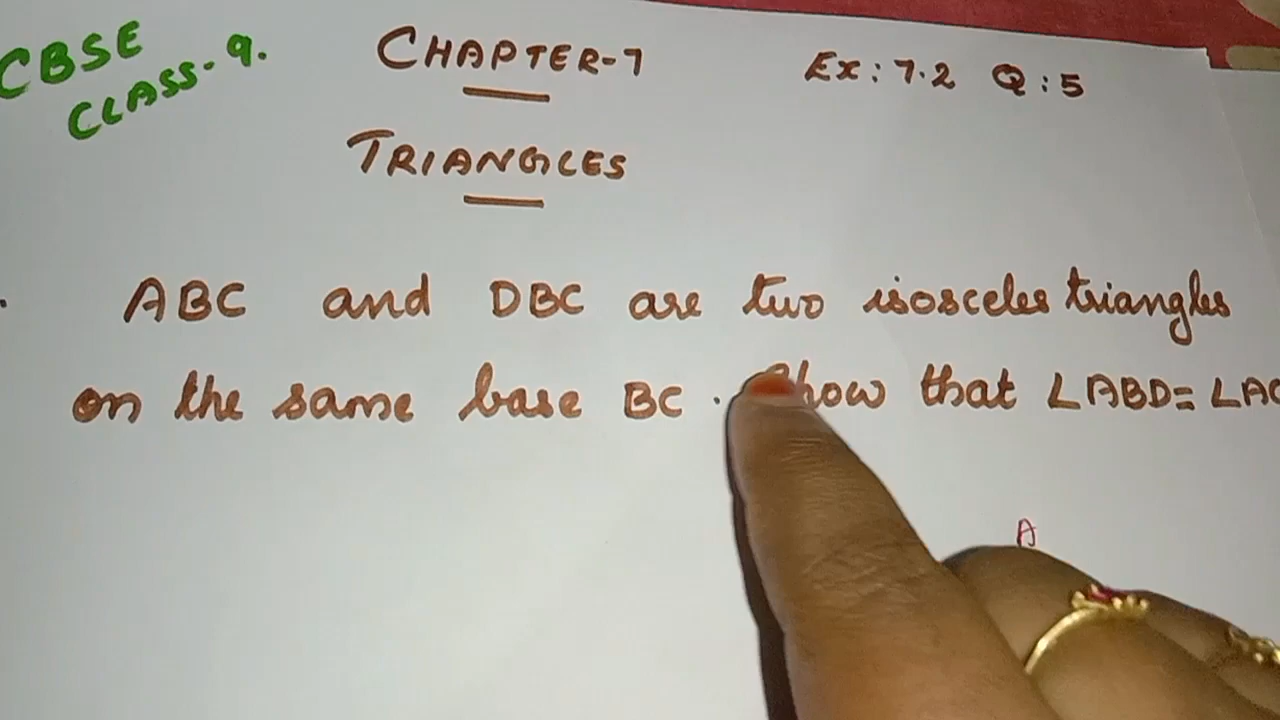 CBSE CLASS-9.
CHAPTER-7
Ex: 7.2 Q:5
TRIANGLES
ABC and DBC are two isosceles triangles
on the same base BC. Show that ∠ABD = ∠AC
A